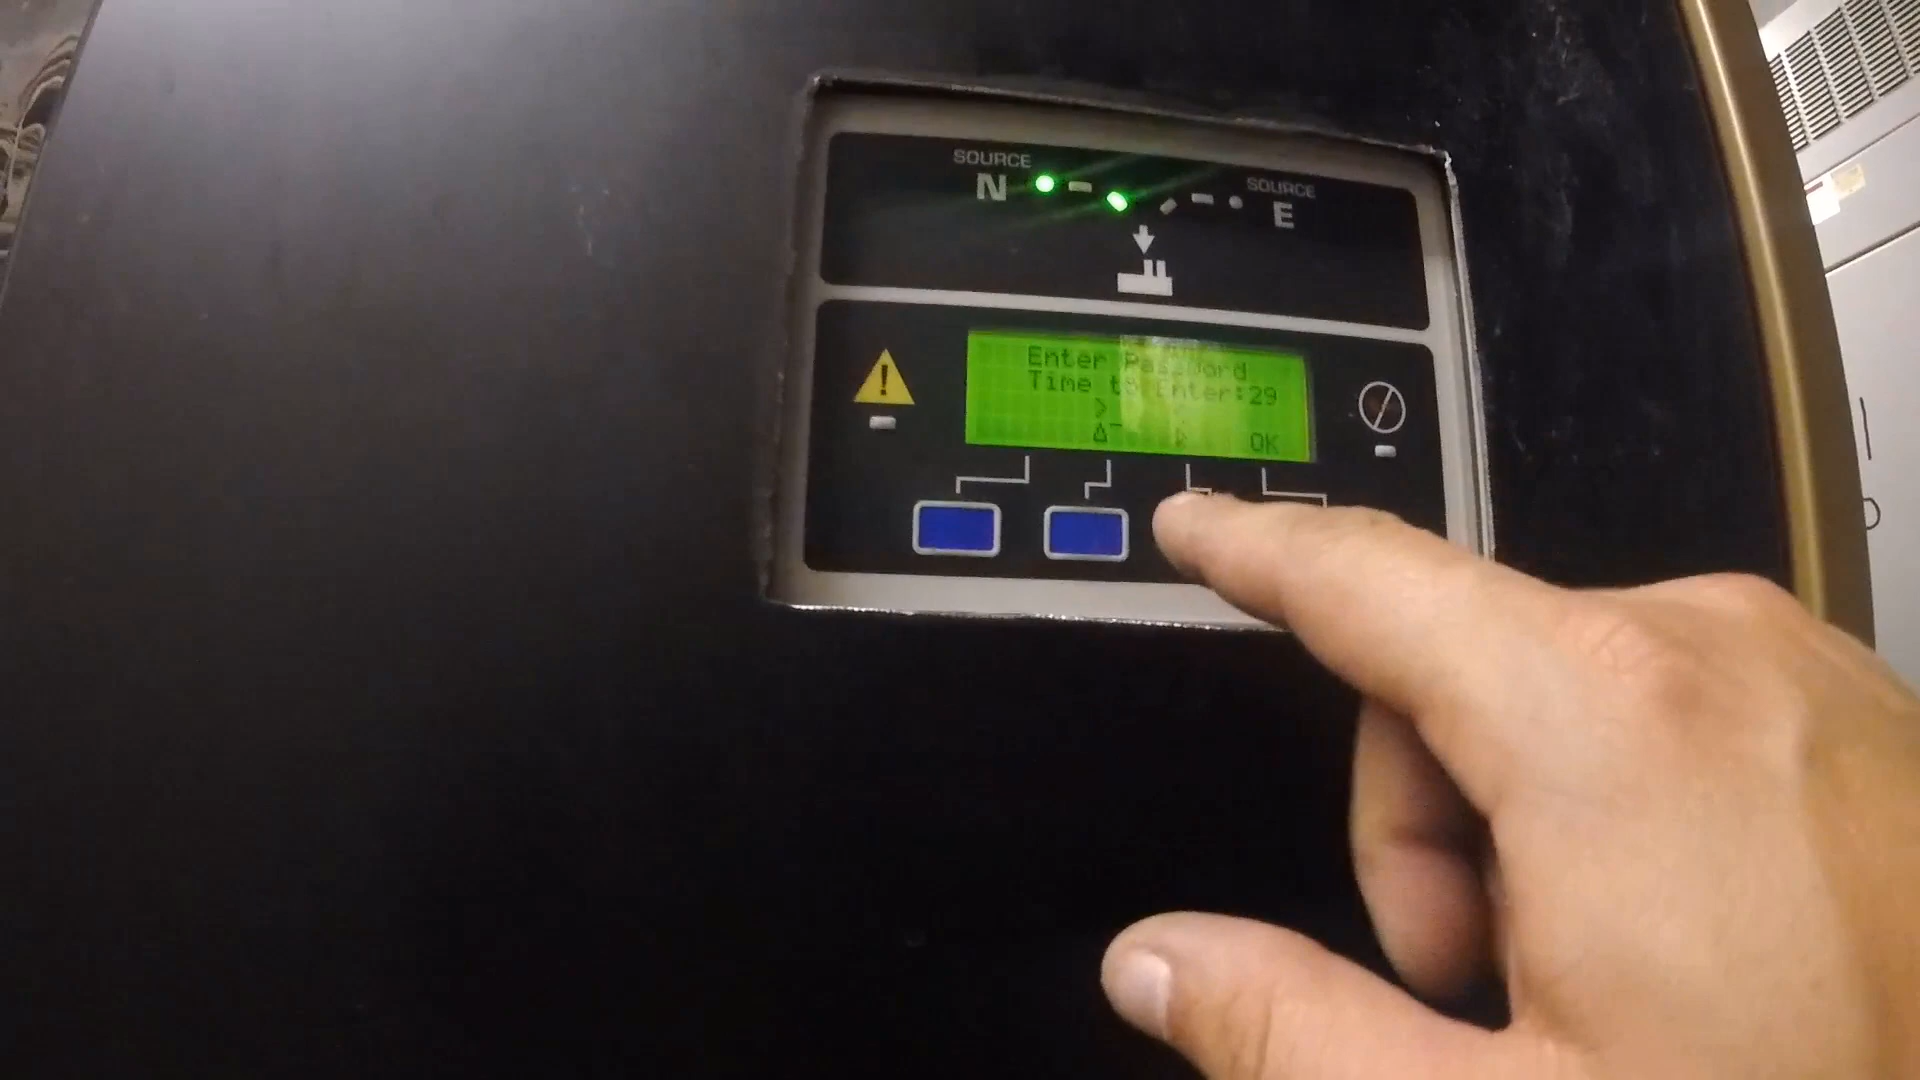 SOURCE
N
SOURCE
E
Enter Password
Time to Enter:29
>
OK